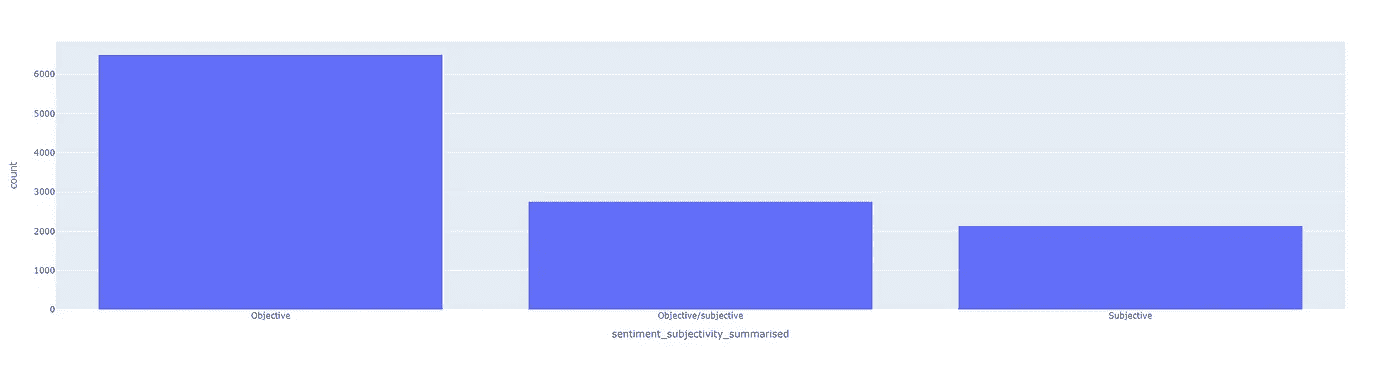 6000
5000
4000
3000
2000
1000
0
count
Objective
Objective/subjective
Subjective
sentiment_subjectivity_summarised